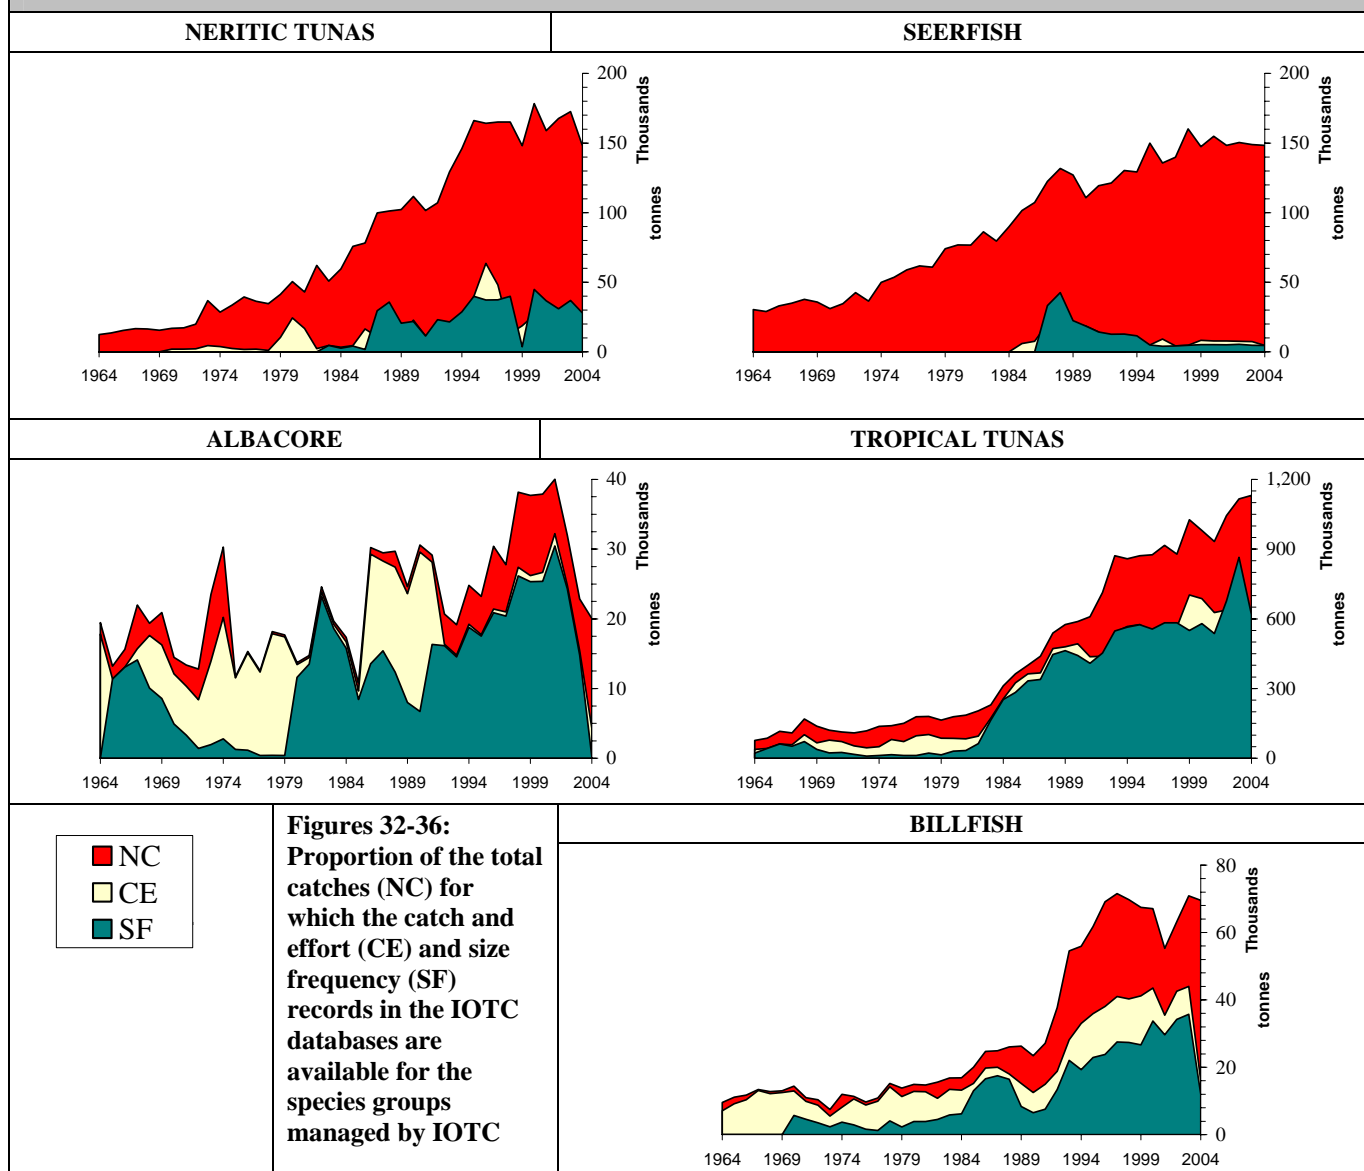 NERITIC TUNAS
SEERFISH
200
150
100
50
0
Thousands
tonnes
1964 1969 1974 1979 1984 1989 1994 1999 2004
200
150
100
50
0
Thousands
tonnes
1964 1969 1974 1979 1984 1989 1994 1999 2004
ALBACORE
TROPICAL TUNAS
40
30
20
10
0
Thousands
tonnes
1964 1969 1974 1979 1984 1989 1994 1999 2004
1,200
900
600
300
0
Thousands
tonnes
1964 1969 1974 1979 1984 1989 1994 1999 2004
NC
CE
SF
Figures 32-36:
Proportion of the total
catches (NC) for
which the catch and
effort (CE) and size
frequency (SF)
records in the IOTC
databases are
available for the
species groups
managed by IOTC
BILLFISH
80
60
40
20
0
Thousands
tonnes
1964 1969 1974 1979 1984 1989 1994 1999 2004